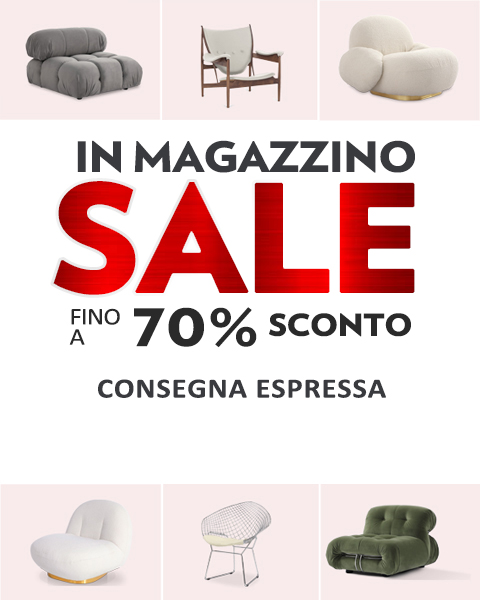 IN MAGAZZINO
SALE
FINO A 70% SCONTO
CONSEGNA ESPRESSA